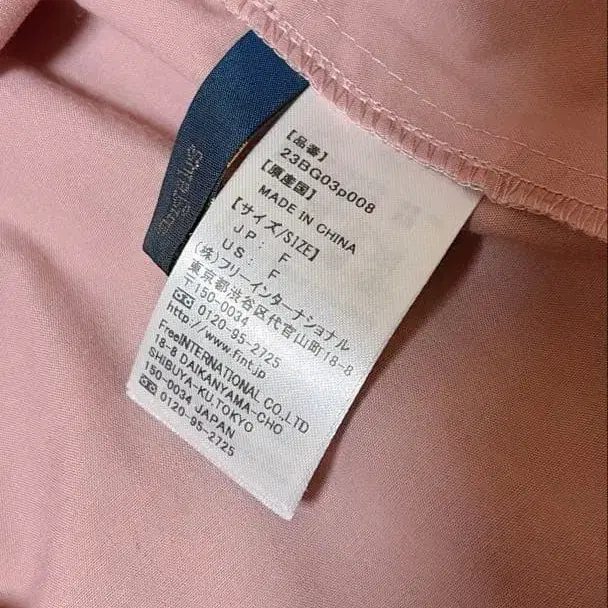 【品番】
23BG03p008
【原産国】
MADE IN CHINA
【サイズ/SIZE】
JP: F
US: F
(株)フリーインターナショナル
〒150-0034 東京都渋谷区代官山町18-8
0120-95-2725
http://www.fint.jp
FreeINTERNATIONAL CO.,LTD
18-8 DAIKANYAMA-CHO
SHIBUYA-KU,TOKYO
150-0034 JAPAN
0120-95-2725